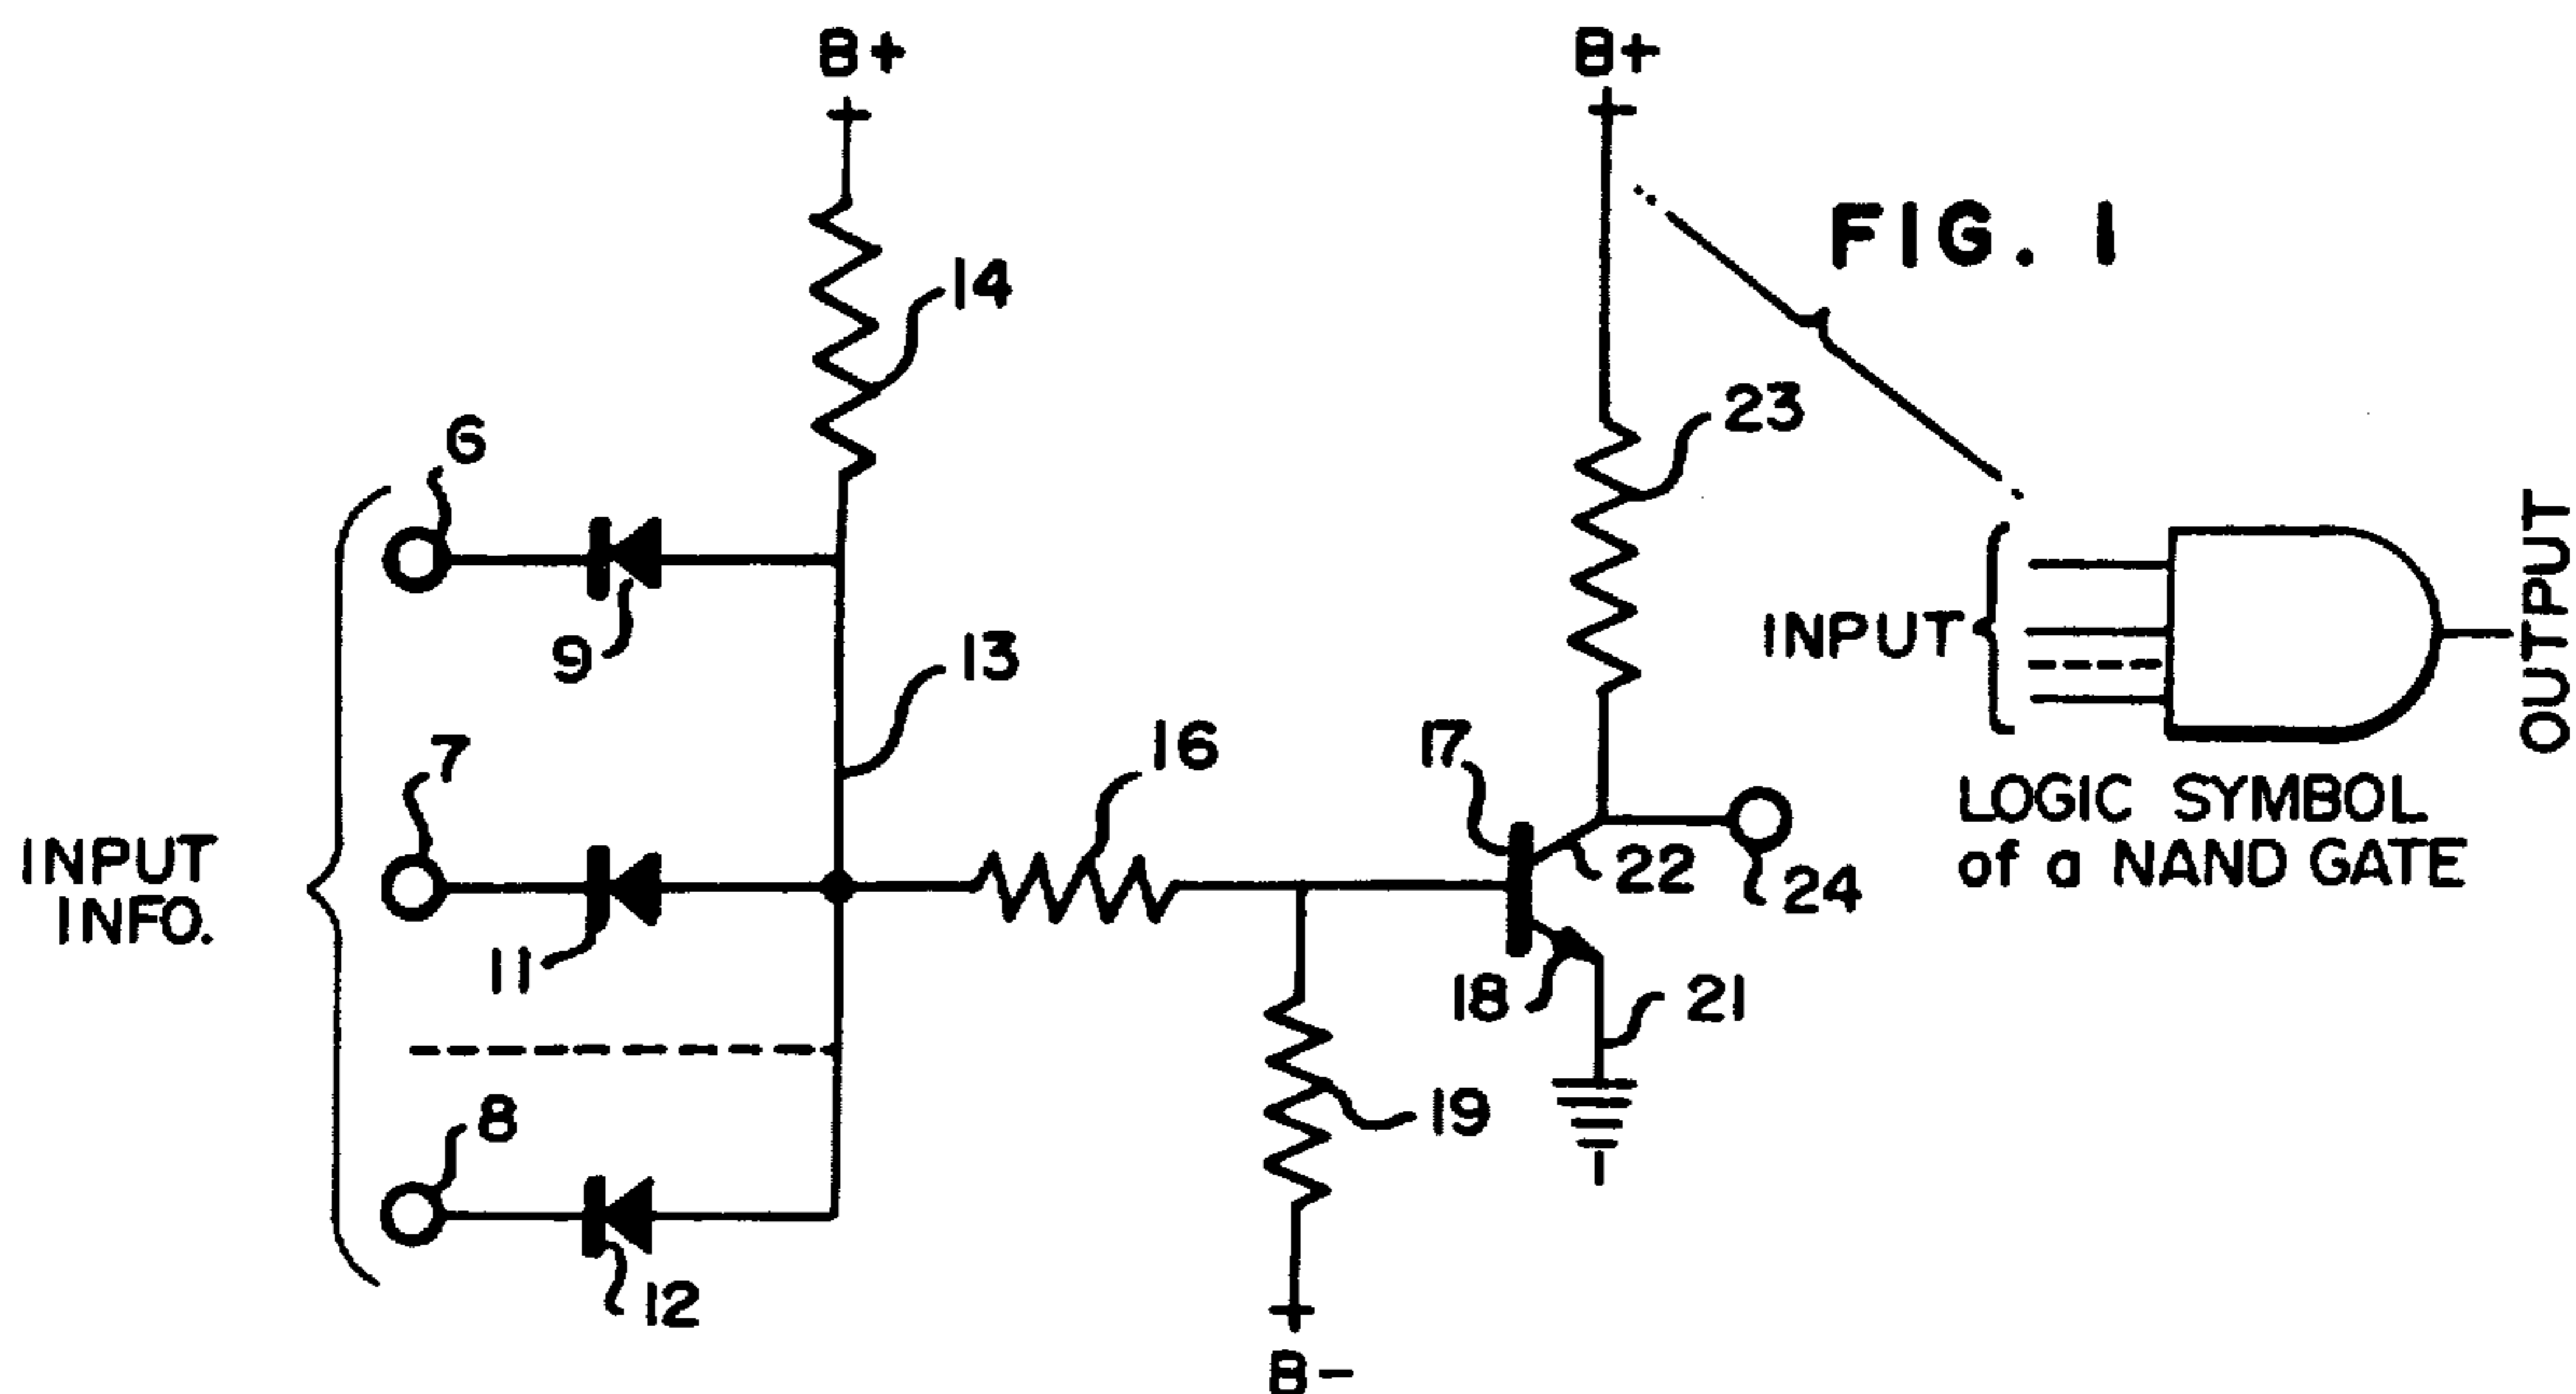 B+
B+
FIG. 1
14
23
6
9
13
INPUT
OUTPUT
7
16
17
INPUT
INFO.
11
22
24
LOGIC SYMBOL
of a NAND GATE
18
21
8
19
12
B-